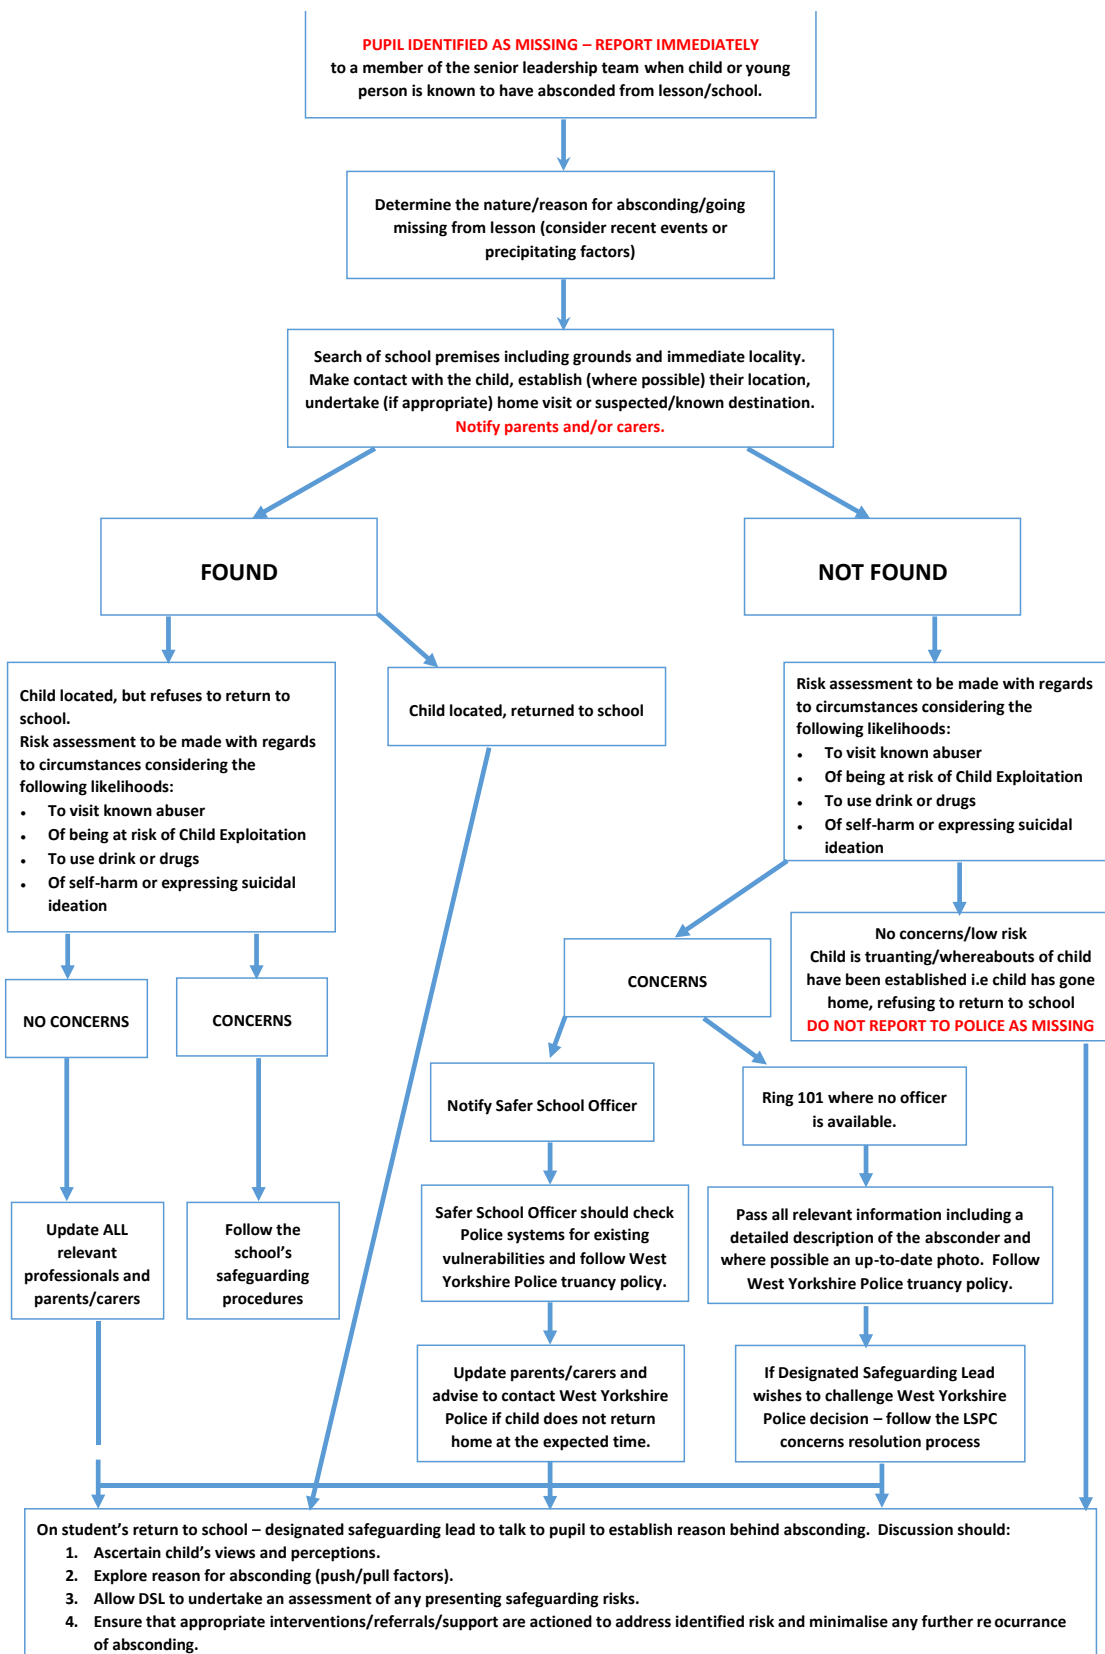 PUPIL IDENTIFIED AS MISSING – REPORT IMMEDIATELY
to a member of the senior leadership team when child or young
person is known to have absconded from lesson/school.
Determine the nature/reason for absconding/going
missing from lesson (consider recent events or
precipitating factors)
Search of school premises including grounds and immediate locality.
Make contact with the child, establish (where possible) their location,
undertake (if appropriate) home visit or suspected/known destination.
Notify parents and/or carers.
FOUND
NOT FOUND
Child located, but refuses to return to
school.
Risk assessment to be made with regards
to circumstances considering the
following likelihoods:
• To visit known abuser
• Of being at risk of Child Exploitation
• To use drink or drugs
• Of self-harm or expressing suicidal
ideation
Child located, returned to school
Risk assessment to be made with regards
to circumstances considering the
following likelihoods:
• To visit known abuser
• Of being at risk of Child Exploitation
• To use drink or drugs
• Of self-harm or expressing suicidal
ideation
NO CONCERNS
CONCERNS
CONCERNS
No concerns/low risk
Child is truanting/whereabouts of child
have been established i.e child has gone
home, refusing to return to school
DO NOT REPORT TO POLICE AS MISSING
Notify Safer School Officer
Ring 101 where no officer
is available.
Update ALL
relevant
professionals and
parents/carers
Follow the
school's
safeguarding
procedures
Safer School Officer should check
Police systems for existing
vulnerabilities and follow West
Yorkshire Police truancy policy.
Pass all relevant information including a
detailed description of the absconder and
where possible an up-to-date photo. Follow
West Yorkshire Police truancy policy.
Update parents/carers and
advise to contact West Yorkshire
Police if child does not return
home at the expected time.
If Designated Safeguarding Lead
wishes to challenge West Yorkshire
Police decision – follow the LSPC
concerns resolution process
On student's return to school – designated safeguarding lead to talk to pupil to establish reason behind absconding. Discussion should:
1. Ascertain child's views and perceptions.
2. Explore reason for absconding (push/pull factors).
3. Allow DSL to undertake an assessment of any presenting safeguarding risks.
4. Ensure that appropriate interventions/referrals/support are actioned to address identified risk and minimalise any further re ocurrance
of absconding.